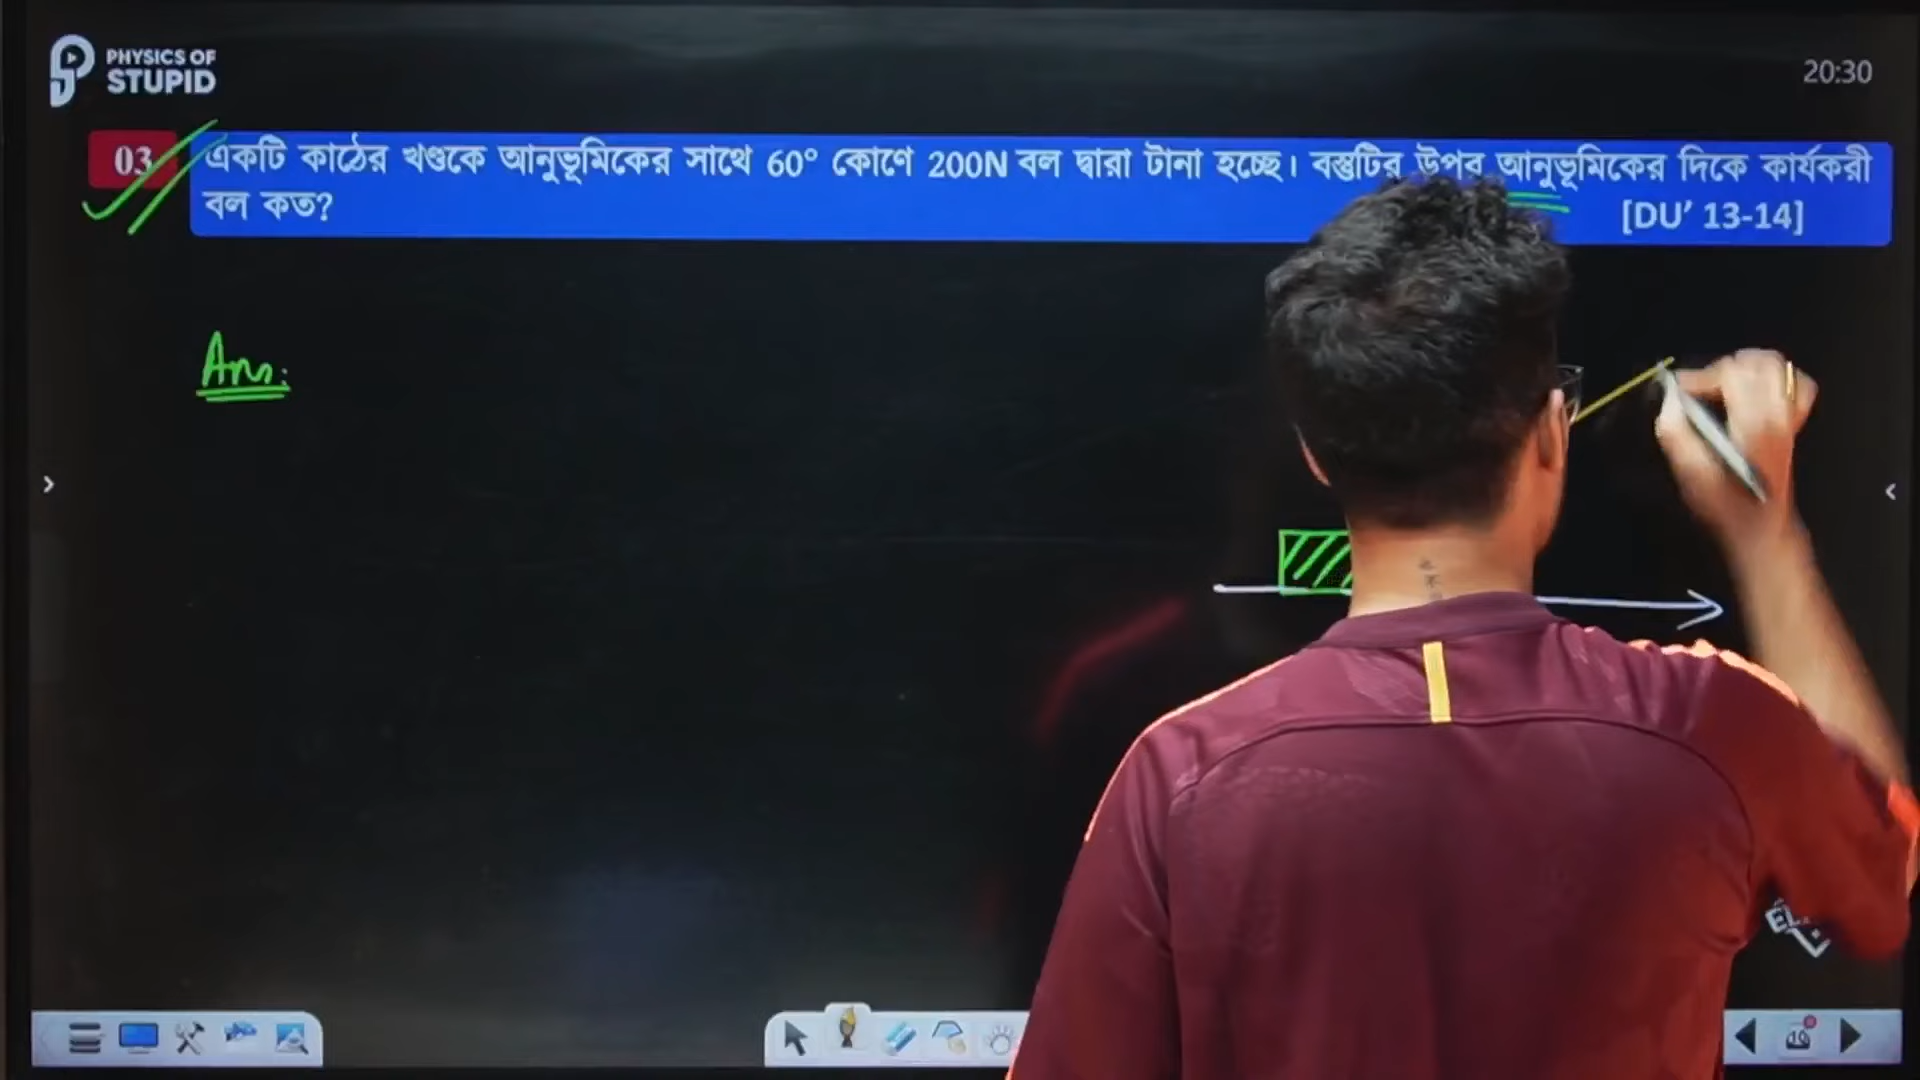 PHYSICS OF
STUPID
20:30
03
একটি কাঠের খণ্ডকে আনুভূমিকের সাথে 60° কোণে 200N বল দ্বারা টানা হচ্ছে। বস্তুটির উপর আনুভূমিকের দিকে কার্যকরী
বল কত?
[DU’ 13-14]
Ans: